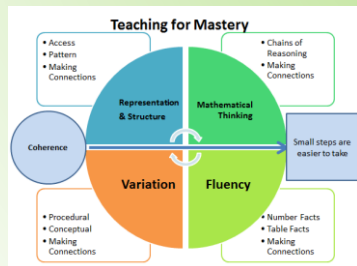 Teaching for Mastery
• Access
• Pattern
• Making
Connections
• Chains of
Reasoning
• Making
Connections
Representation
& Structure
Mathematical
Thinking
Coherence
Small steps are
easier to take
Variation
Fluency
• Procedural
• Conceptual
• Making
Connections
• Number Facts
• Table Facts
• Making
Connections